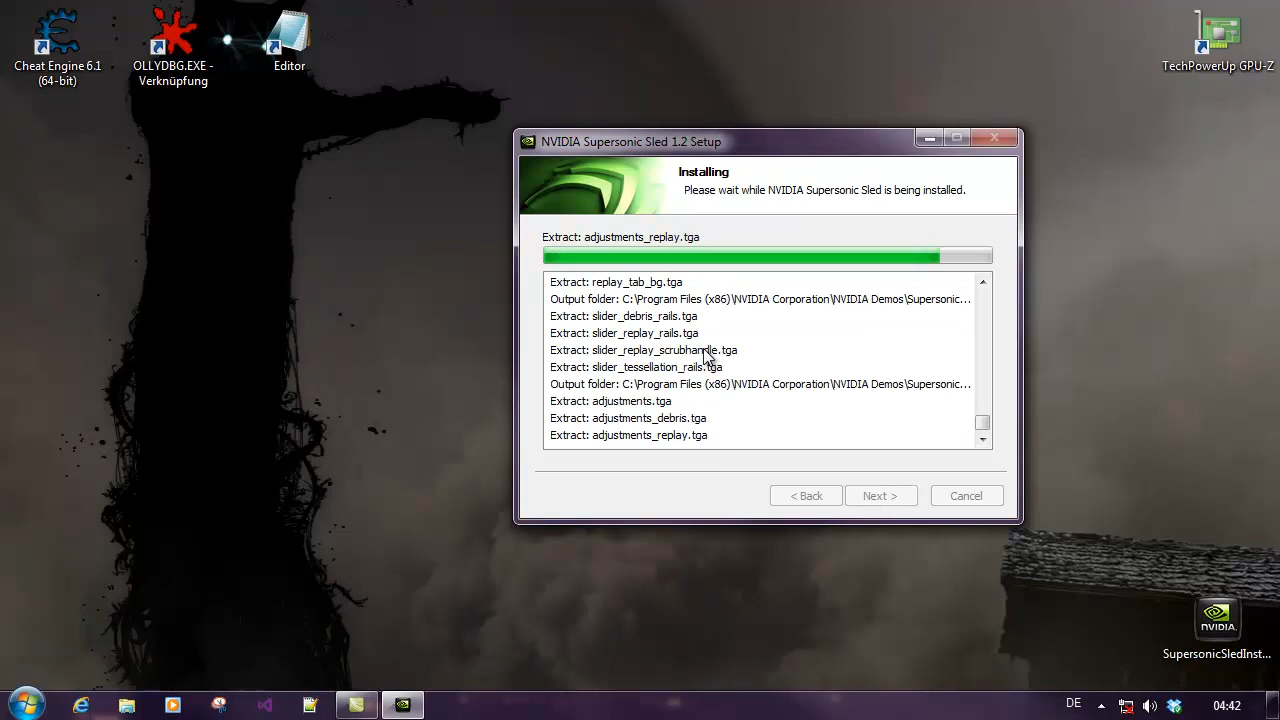 Cheat Engine 6.1
(64-bit)
OLLYDBG.EXE -
Verknüpfung
Editor
TechPowerUp GPU-Z
NVIDIA Supersonic Sled 1.2 Setup
Installing
Please wait while NVIDIA Supersonic Sled is being installed.
Extract: adjustments_replay.tga
Extract: replay_tab_bg.tga
Output folder: C:\Program Files (x86)\NVIDIA Corporation\NVIDIA Demos\Supersonic...
Extract: slider_debris_rails.tga
Extract: slider_replay_rails.tga
Extract: slider_replay_scrubhandle.tga
Extract: slider_tessellation_rails.tga
Output folder: C:\Program Files (x86)\NVIDIA Corporation\NVIDIA Demos\Supersonic...
Extract: adjustments.tga
Extract: adjustments_debris.tga
Extract: adjustments_replay.tga
< Back
Next >
Cancel
NVIDIA.
SupersonicSledInst...
DE
04:42